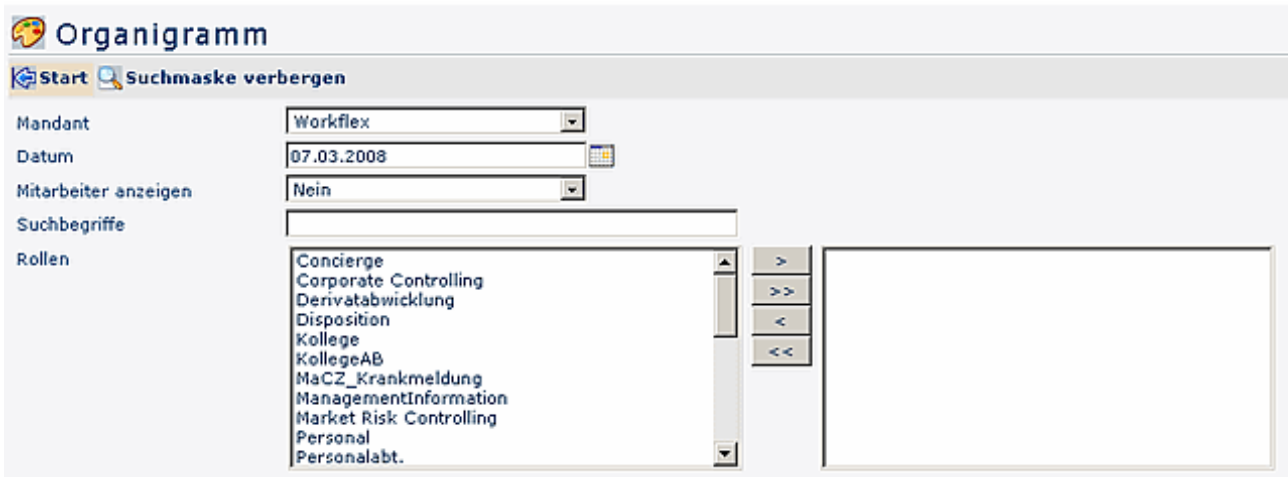 Organigramm
Start Suchmaske verbergen
Mandant Workflex
Datum 07.03.2008
Mitarbeiter anzeigen Nein
Suchbegriffe
Rollen
Concierge
Corporate Controlling
Derivatabwicklung
Disposition
Kollege
KollegeAB
MaCZ_Krankmeldung
ManagementInformation
Market Risk Controlling
Personal
Personalabt.
>
>>
<
<<